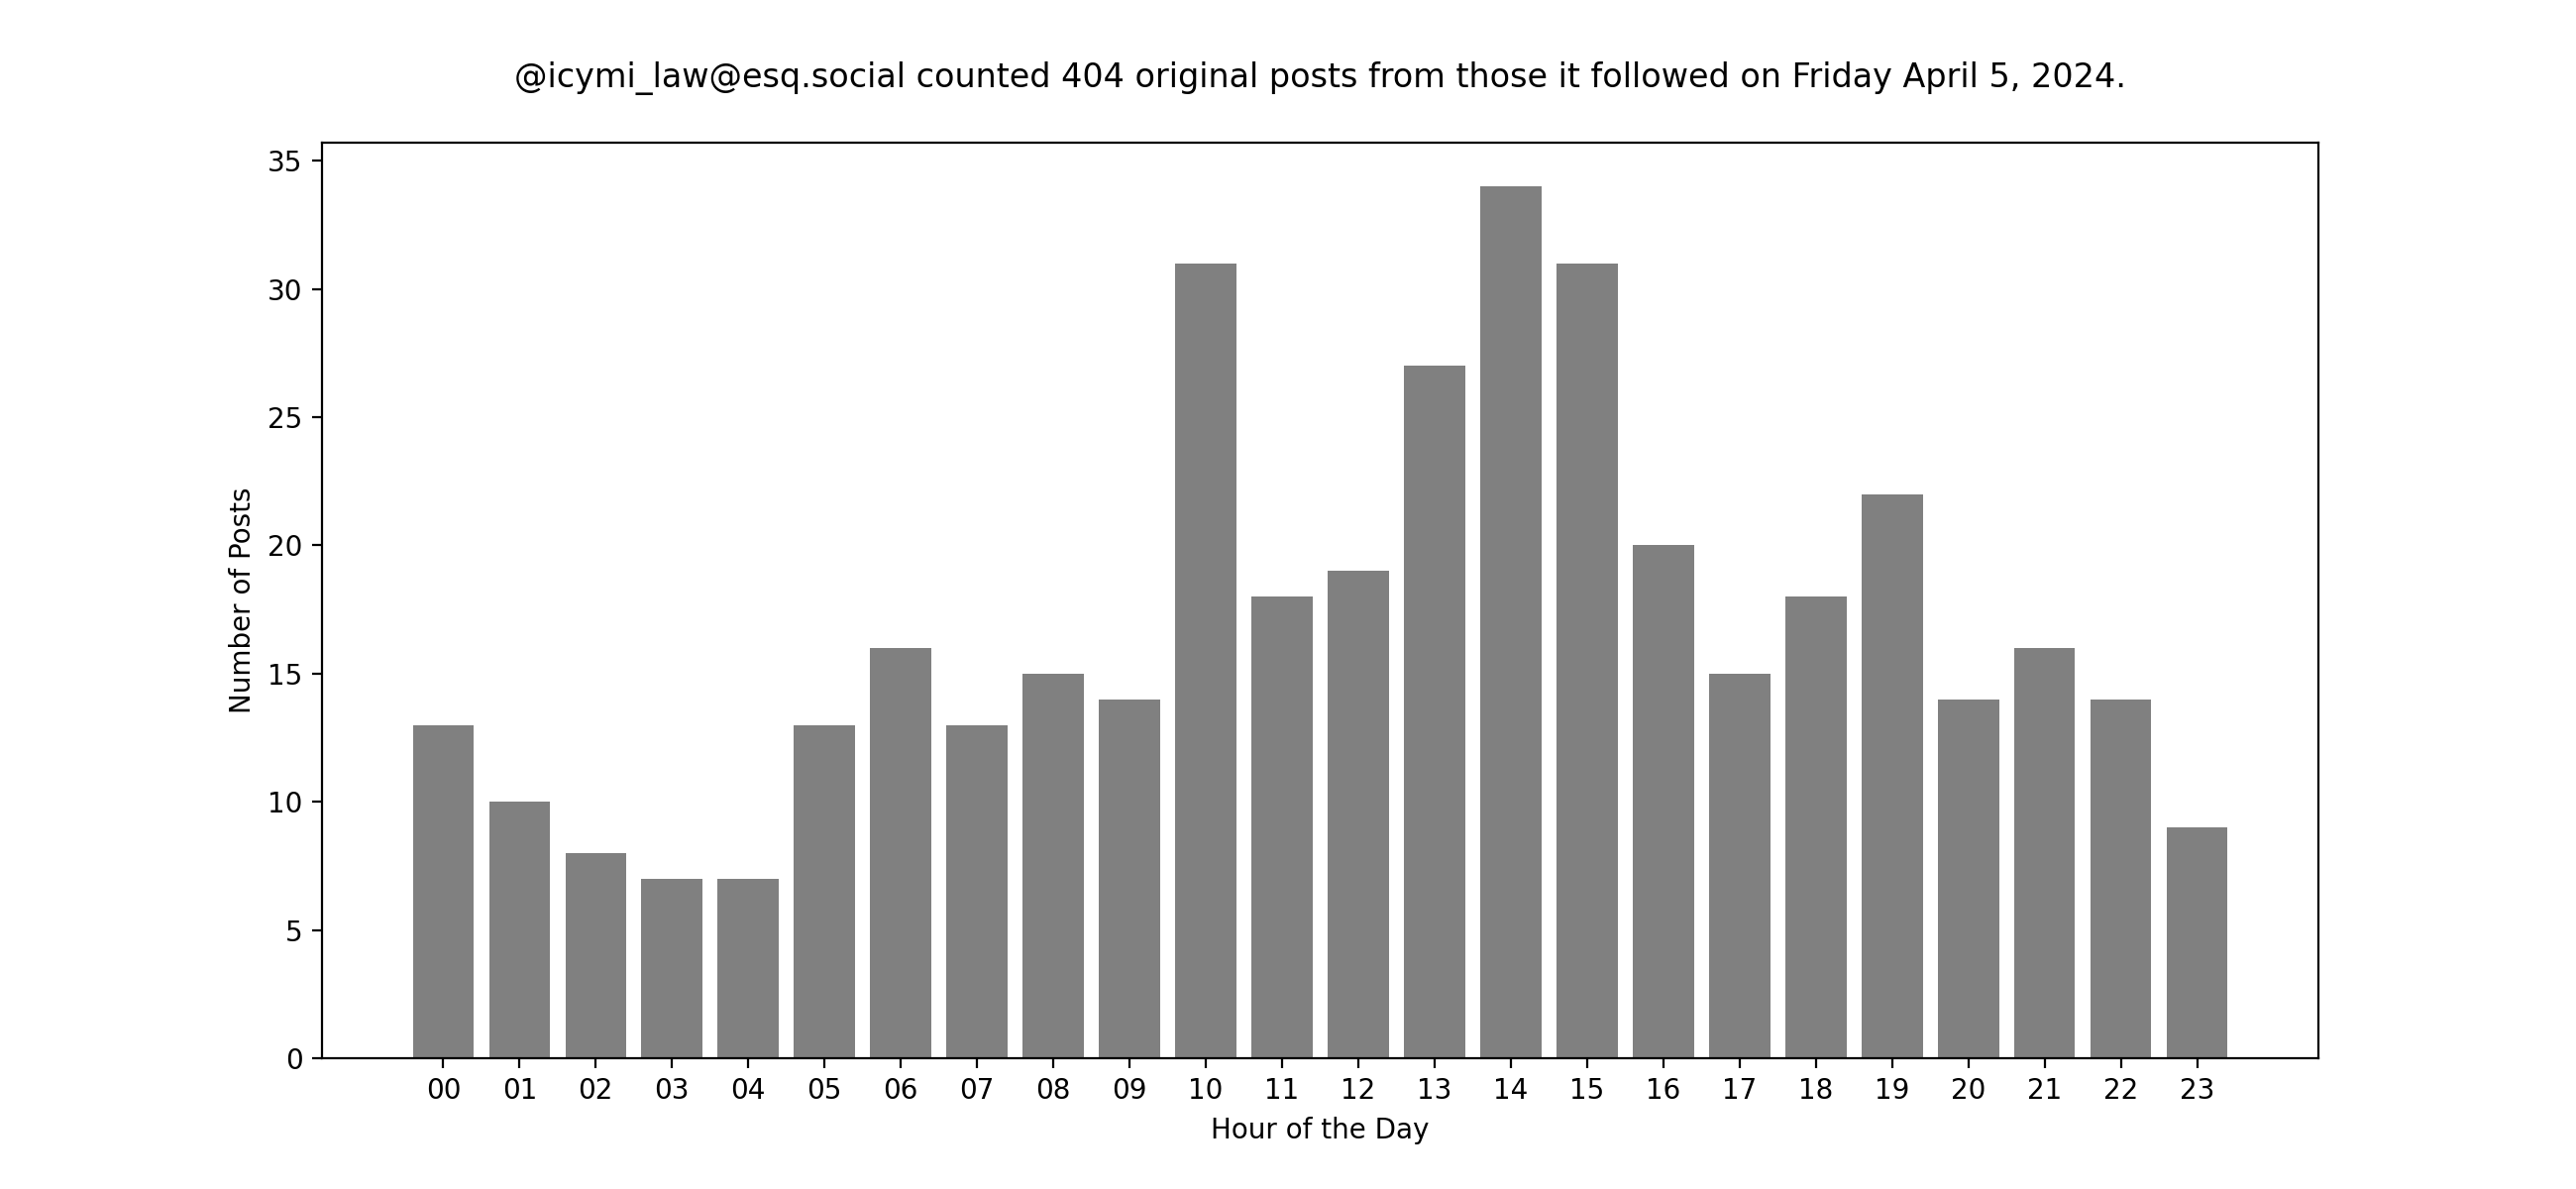 @icymi_law@esq.social counted 404 original posts from those it followed on Friday April 5, 2024.
35
30
25
20
15
10
5
0
Number of Posts
00 01 02 03 04 05 06 07 08 09 10 11 12 13 14 15 16 17 18 19 20 21 22 23
Hour of the Day